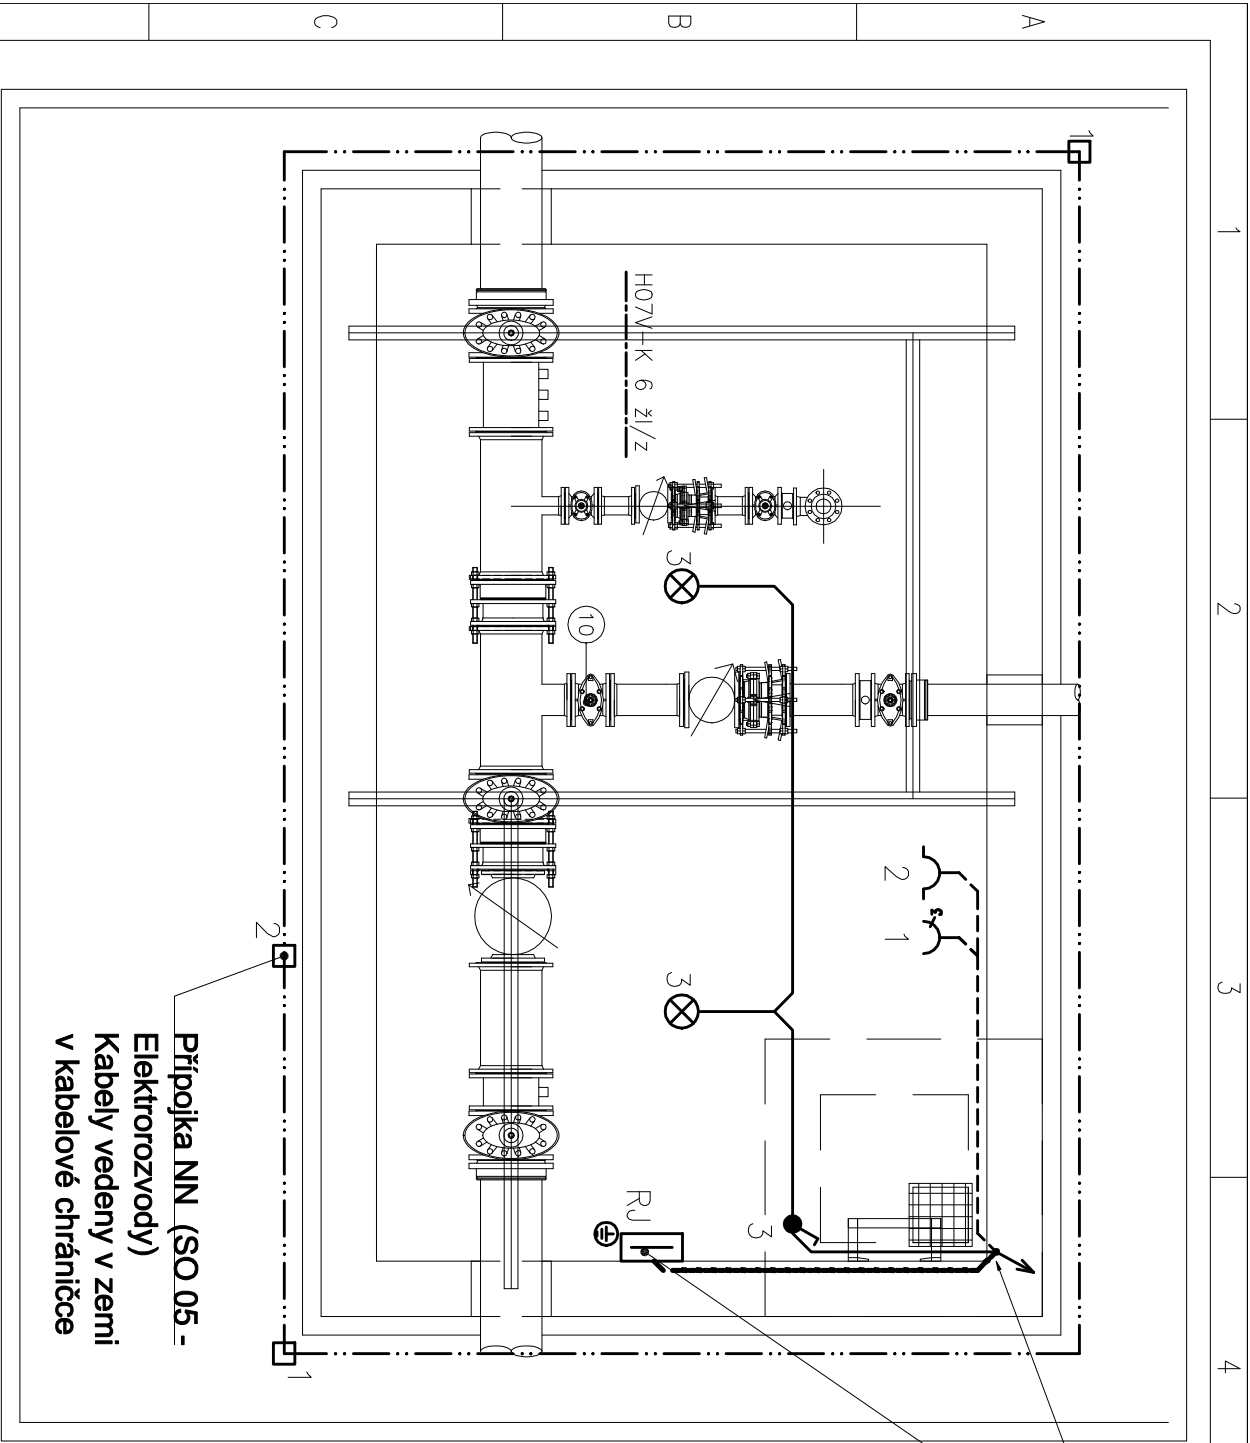 1
2
3
4
A
B
C
1
H07V-K 6 žl/z
3
10
2
1
3
3
RJ
2
1
Přípojka NN (SO 05 -
Elektrorozvody)
Kabely vedeny v zemi
v kabelové chráničce
3